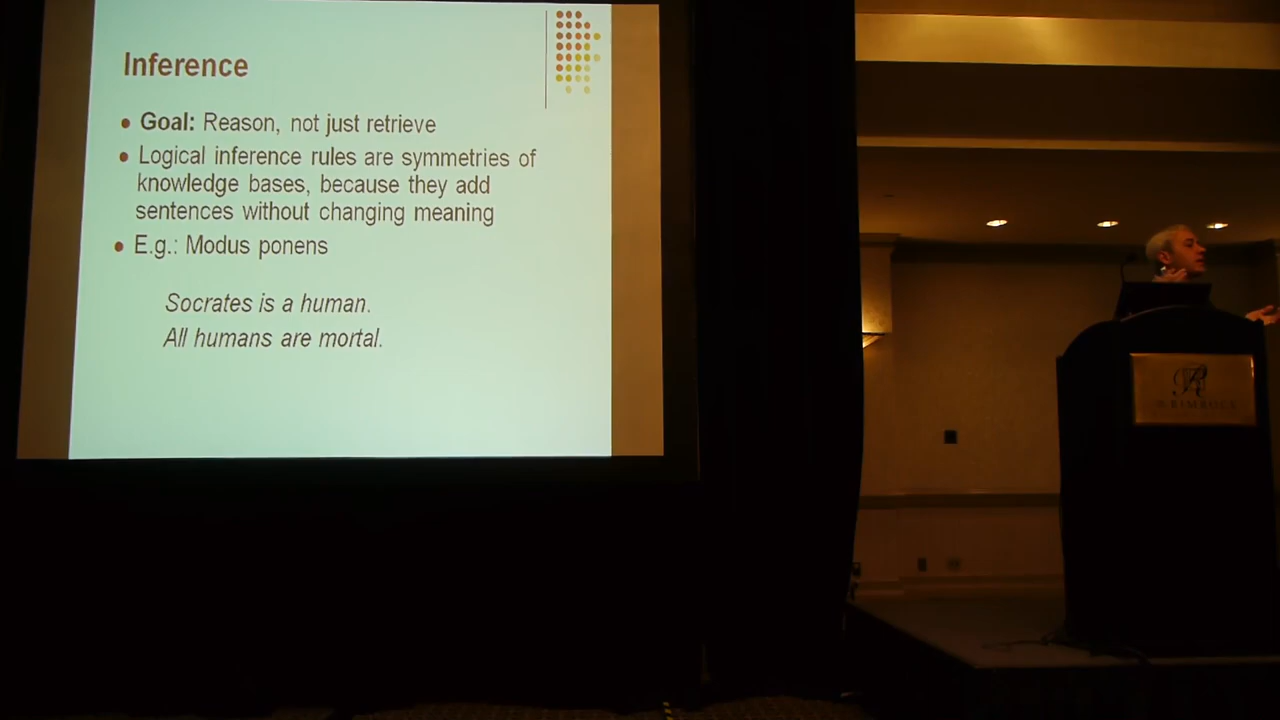 Inference
Goal: Reason, not just retrieve
Logical inference rules are symmetries of
knowledge bases, because they add
sentences without changing meaning
E.g.: Modus ponens
Socrates is a human.
All humans are mortal.